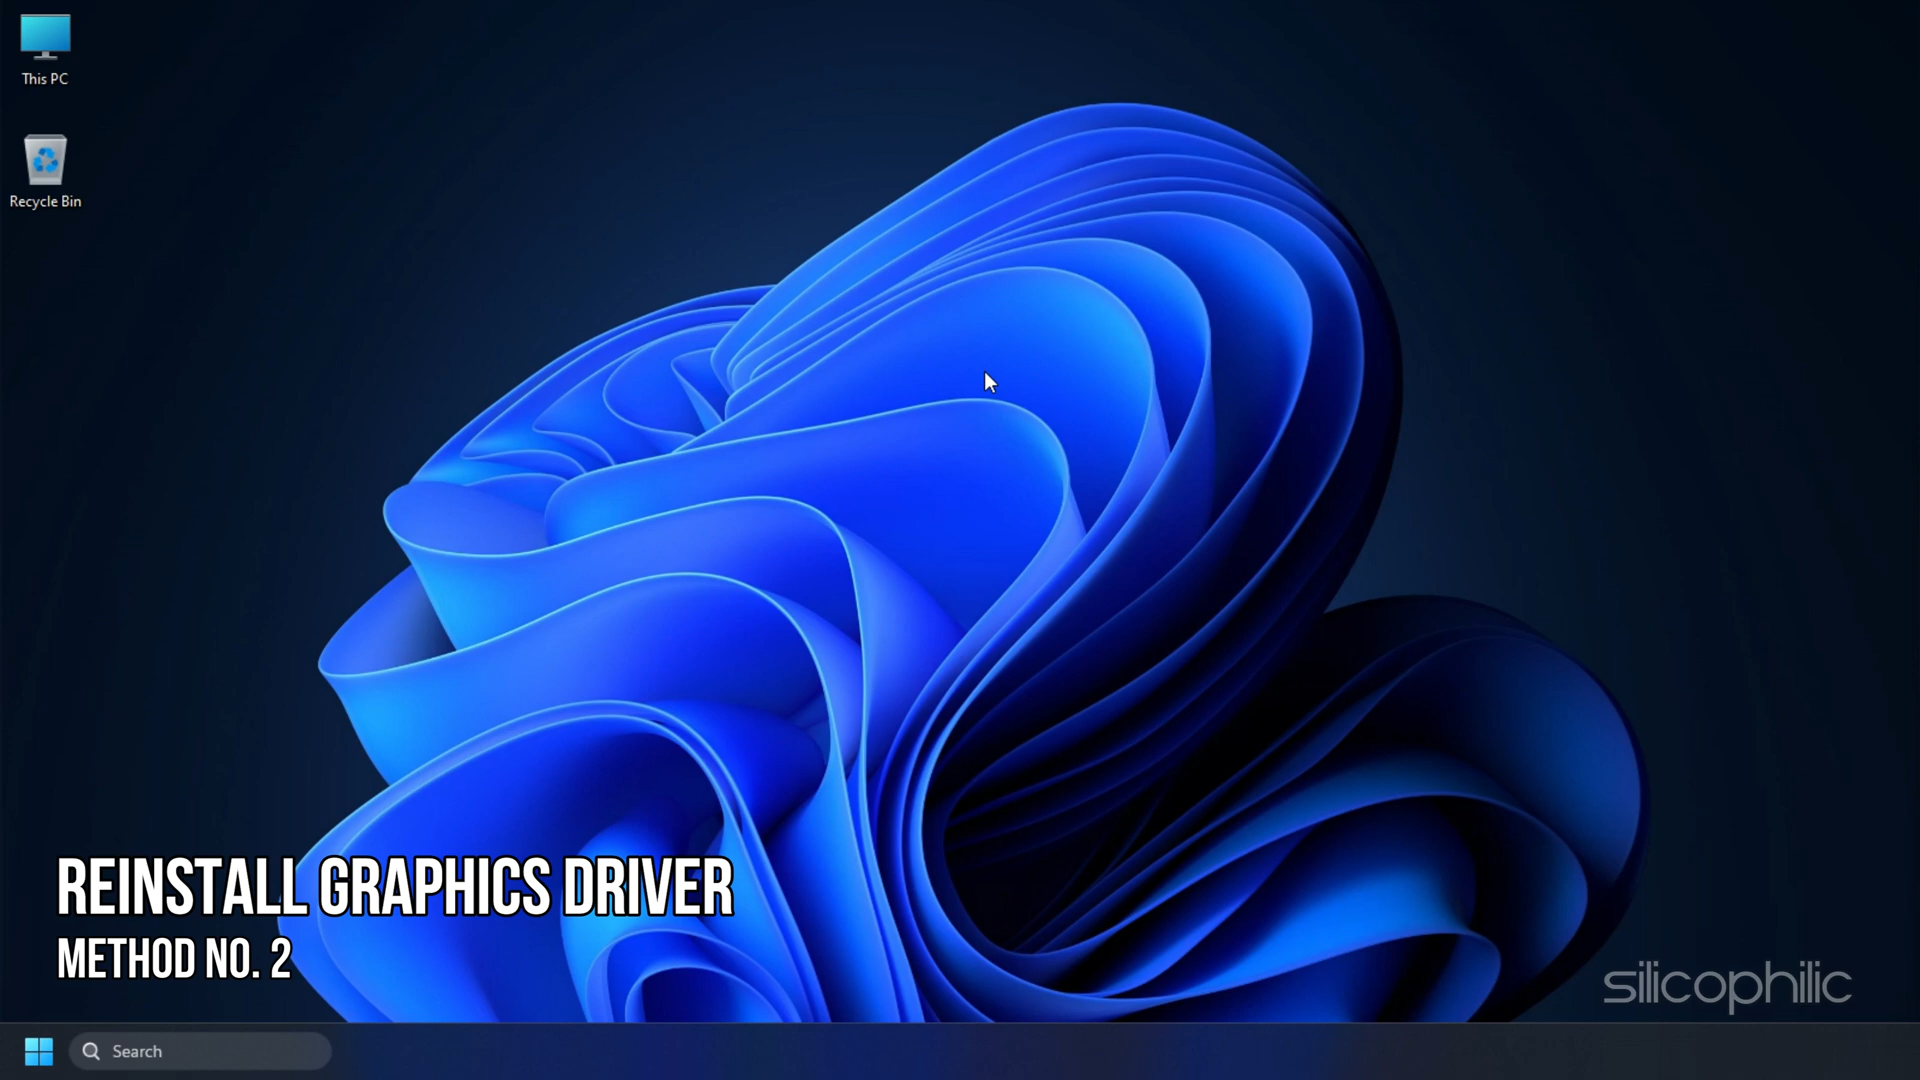 This PC
Recycle Bin
REINSTALL GRAPHICS DRIVER
METHOD NO. 2
silicophilic
Search